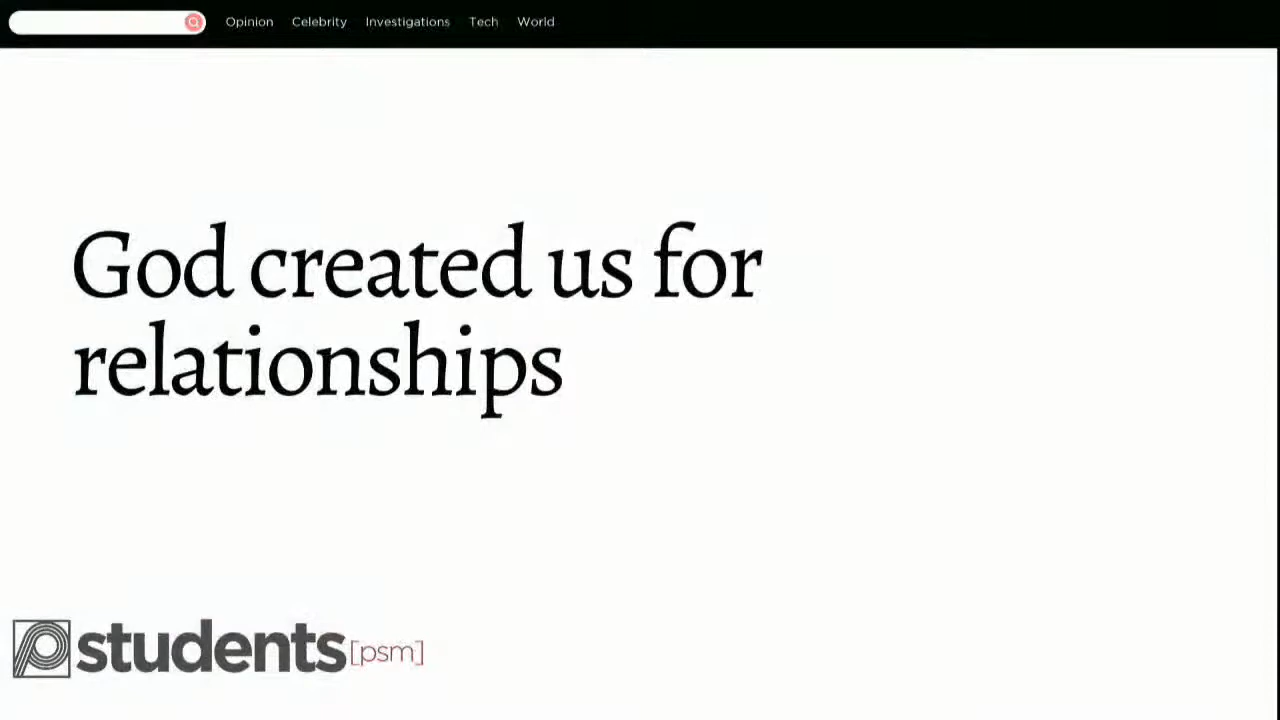 Opinion Celebrity Investigations Tech World
God created us for
relationships
students [psm]